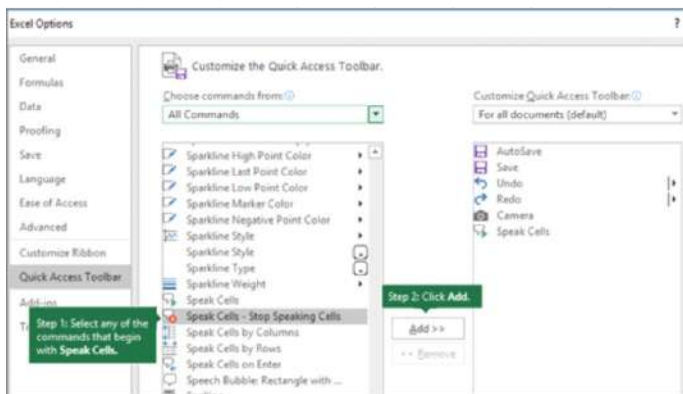 Excel Options
?
General
Formulas
Data
Proofing
Save
Language
Ease of Access
Advanced
Customize Ribbon
Quick Access Toolbar
Add-ins
Customize the Quick Access Toolbar.
Choose commands from:
All Commands
Sparkline High Point Color
Sparkline Last Point Color
Sparkline Low Point Color
Sparkline Marker Color
Sparkline Negative Point Color
Sparkline Style
Sparkline Style
Sparkline Type
Sparkline Weight
Speak Cells
Speak Cells - Stop Speaking Cells
Speak Cells by Columns
Speak Cells by Rows
Speak Cells on Enter
Speech Bubble: Rectangle with ...
Step 1: Select any of the
commands that begin
with Speak Cells.
Step 2: Click Add.
Add >>
<< Remove
Customize Quick Access Toolbar:
For all documents (default)
AutoSave
Save
Undo
Redo
Camera
Speak Cells